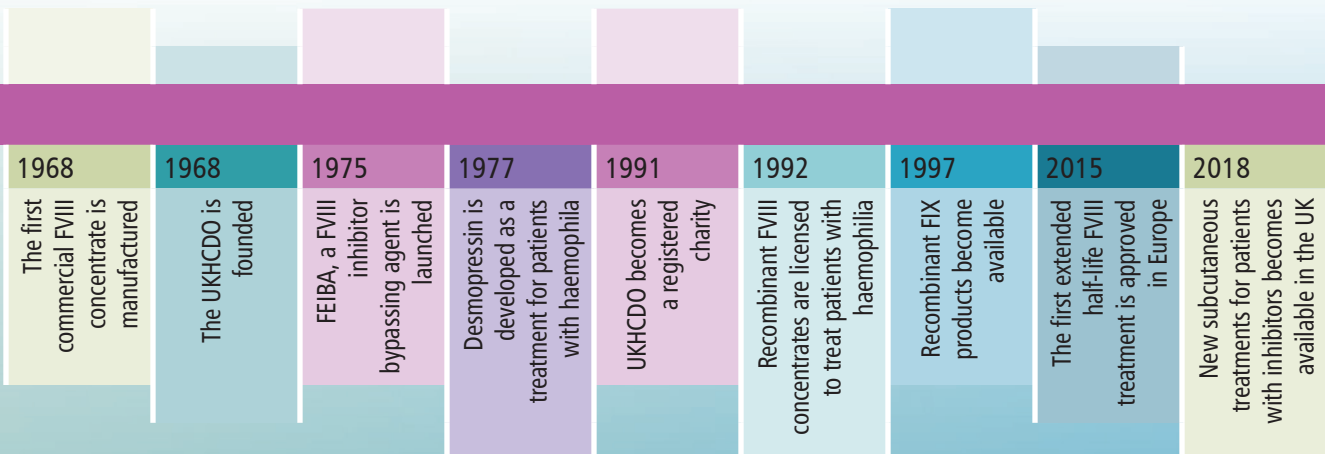 1968
The first
commercial FVIII
concentrate is
manufactured
1968
The UKHCDO is
founded
1975
FEIBA, a FVIII
inhibitor
bypassing agent is
launched
1977
Desmopressin is
developed as a
treatment for patients
with haemophila
1991
UKHCDO becomes
a registered
charity
1992
Recombinant FVIII
concentrates are licensed
to treat patients with
haemophilia
1997
Recombinant FIX
products become
available
2015
The first extended
half-life FVIII
treatment is approved
in Europe
2018
New subcutaneous
treatments for patients
with inhibitors becomes
available in the UK